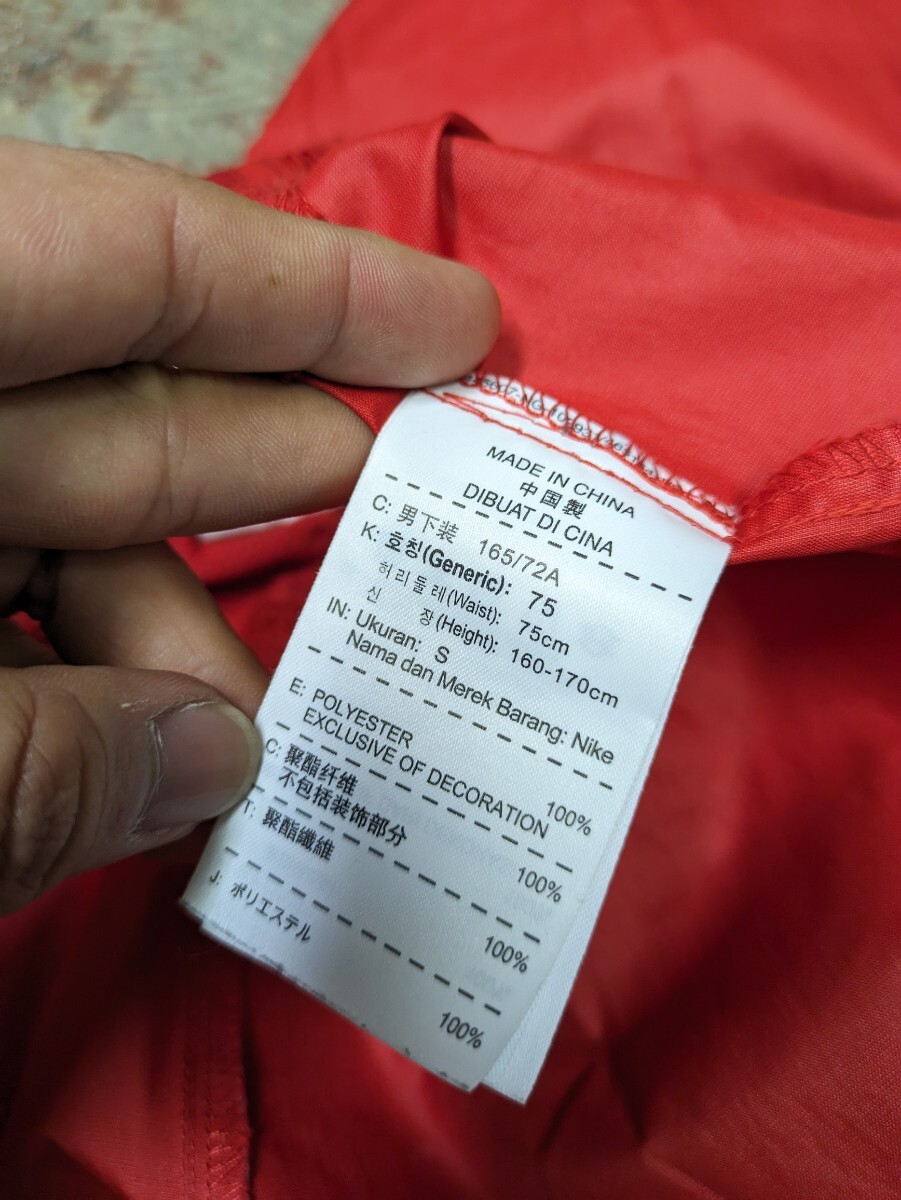 MADE IN CHINA
中国製
DIBUAT DI CINA
C: 男下装 165/72A
K: 호칭(Generic): 75
허리둘레(Waist): 75cm
신 장(Height): 160-170cm
IN: Ukuran: S
Nama dan Merek Barang: Nike
E: POLYESTER 100%
EXCLUSIVE OF DECORATION
C: 聚酯纤维 100%
不包括装饰部分
T: 聚酯纖維 100%
J: ポリエステル 100%